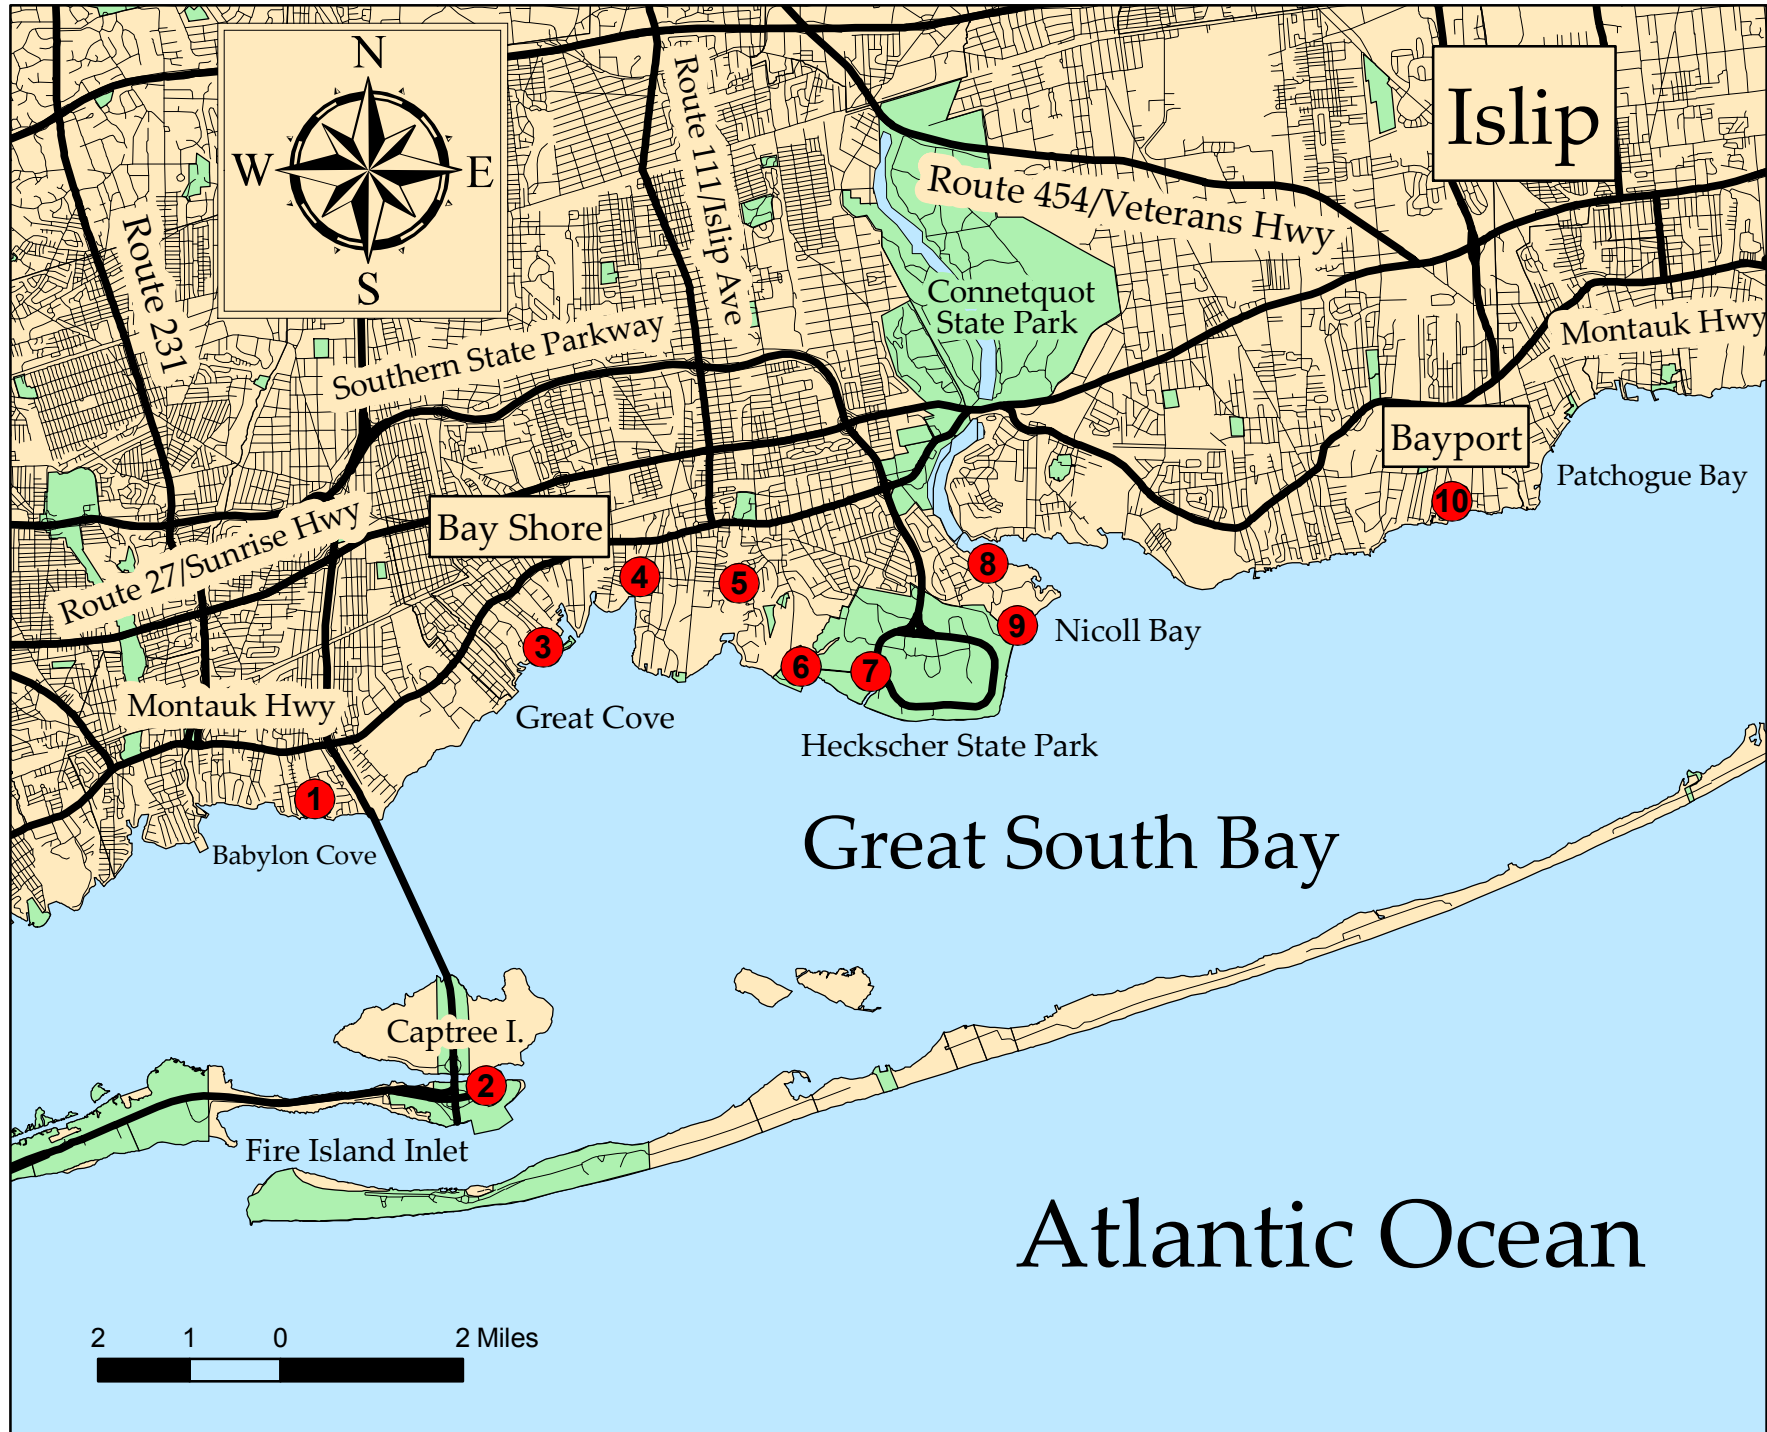 N
W E
S
Islip
Route 231
Route 111/Islip Ave
Route 454/Veterans Hwy
Connetquot
State Park
Southern State Parkway
Montauk Hwy
Bayport
Patchogue Bay
10
Bay Shore
Route 27/Sunrise Hwy
4
5
8
3
9
Nicoll Bay
6
7
Montauk Hwy
Great Cove
Heckscher State Park
1
Babylon Cove
Great South Bay
Captree I.
2
Fire Island Inlet
Atlantic Ocean
2 1 0 2 Miles